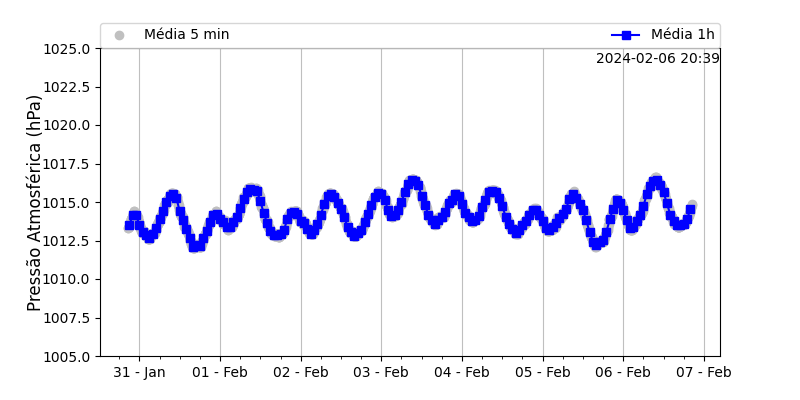 Média 5 min
Média 1h
2024-02-06 20:39
Pressão Atmosférica (hPa)
1025.0
1022.5
1020.0
1017.5
1015.0
1012.5
1010.0
1007.5
1005.0
31 - Jan
01 - Feb
02 - Feb
03 - Feb
04 - Feb
05 - Feb
06 - Feb
07 - Feb